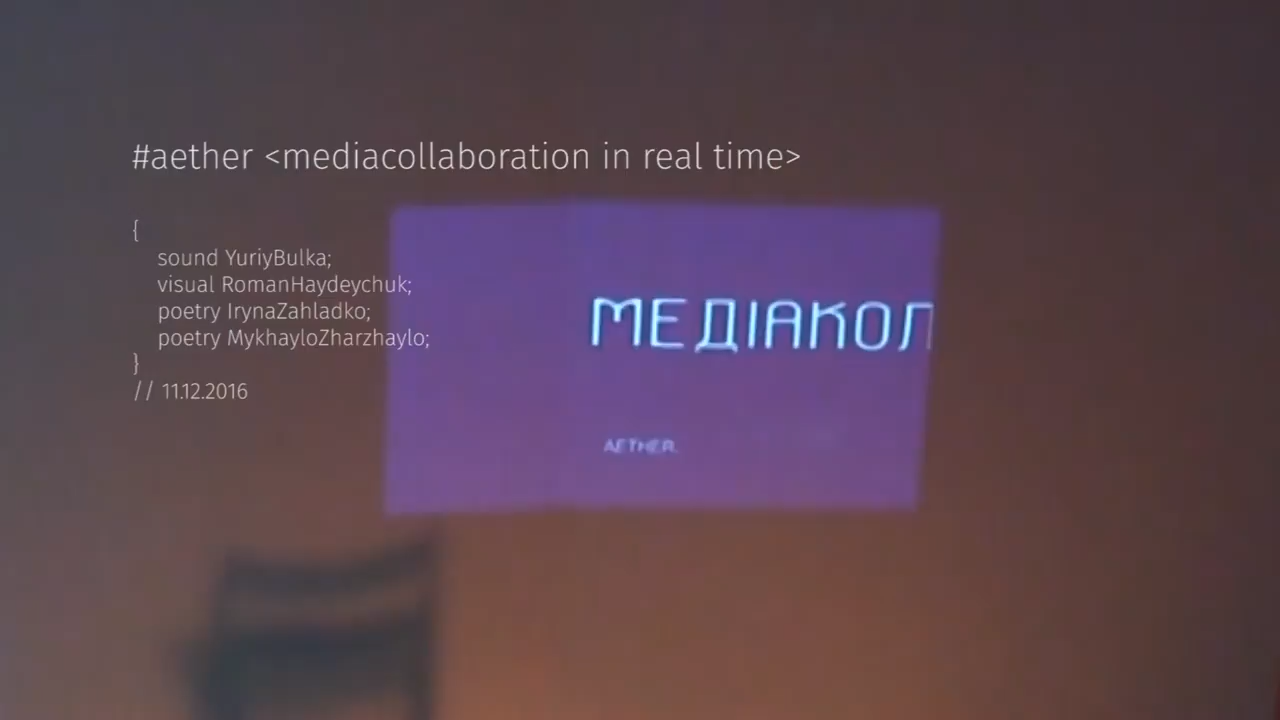 #aether <mediacollaboration in real time>
{
sound YuriyBulka;
visual RomanHaydeychuk;
poetry IrynaZahladko;
poetry MykhayloZharzhaylo;
}
// 11.12.2016
МЕДІАКОЛ
AETHER.